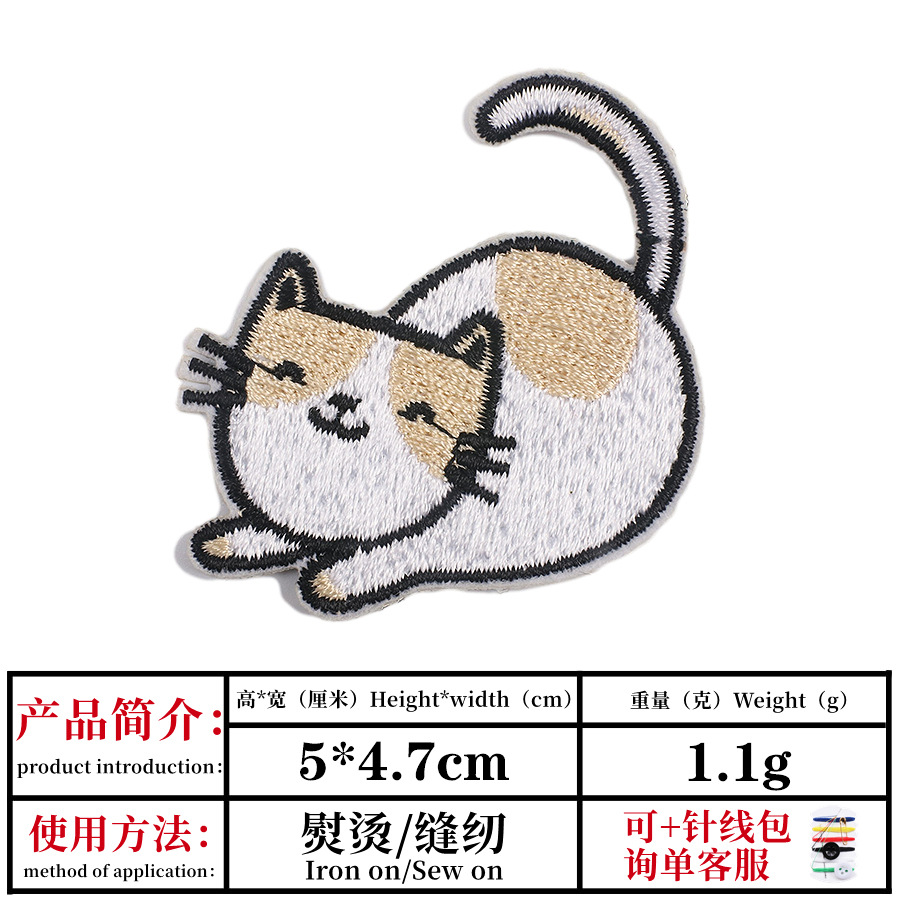 产品简介：
product introduction：
高*宽（厘米）Height*width（cm）
重量（克）Weight（g）
5*4.7cm
1.1g
使用方法：
method of application：
熨烫/缝纫
Iron on/Sew on
可+针线包
询单客服